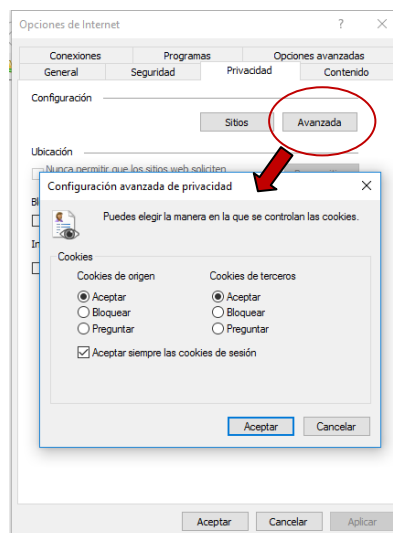 Opciones de Internet ? ×
Conexiones Programas Opciones avanzadas
General Seguridad Privacidad Contenido
Configuración
Sitios Avanzada
Ubicación
Nunca permitir que los sitios web soliciten
Configuración avanzada de privacidad ×
Puedes elegir la manera en la que se controlan las cookies.
Cookies
Cookies de origen Cookies de terceros
Aceptar Aceptar
Bloquear Bloquear
Preguntar Preguntar
Aceptar siempre las cookies de sesión
Aceptar Cancelar
Aceptar Cancelar Aplicar